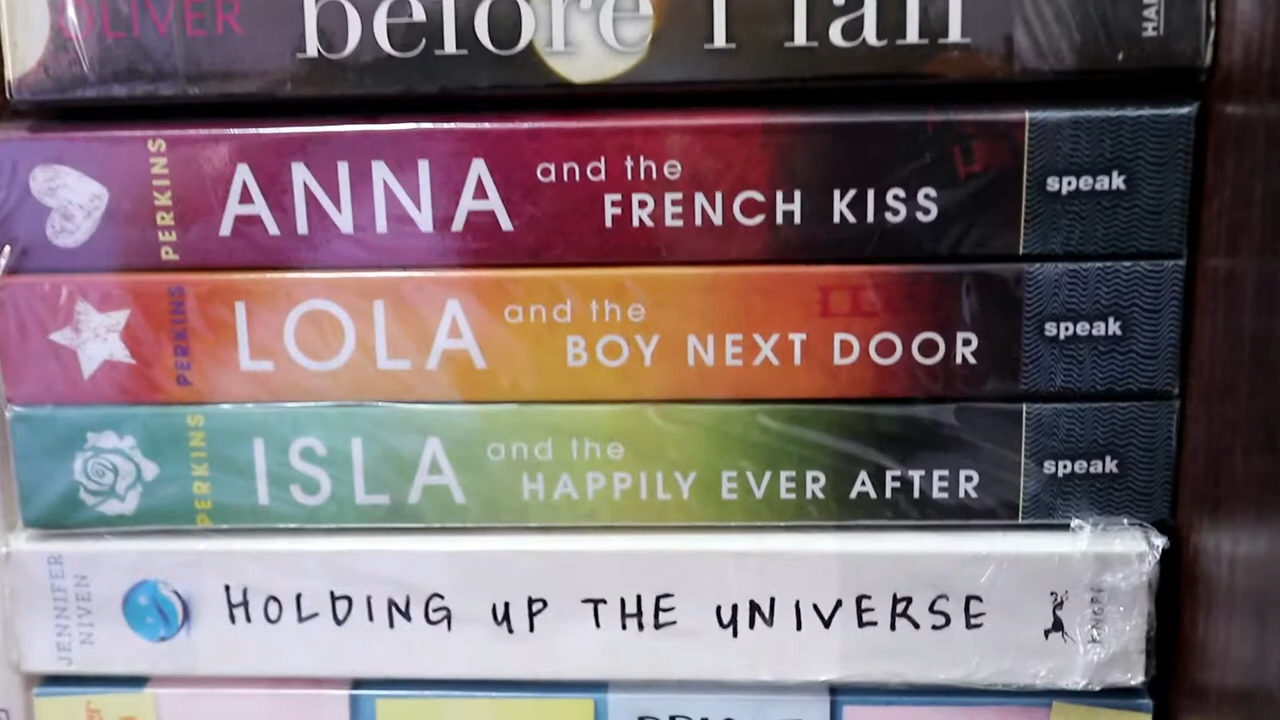 OLIVER
before I fall
PERKINS
ANNA and the
FRENCH KISS
speak
PERKINS
LOLA and the
BOY NEXT DOOR
speak
PERKINS
ISLA and the
HAPPILY EVER AFTER
speak
JENNIFER
NIVEN
HOLDING UP THE UNIVERSE
KNOPF